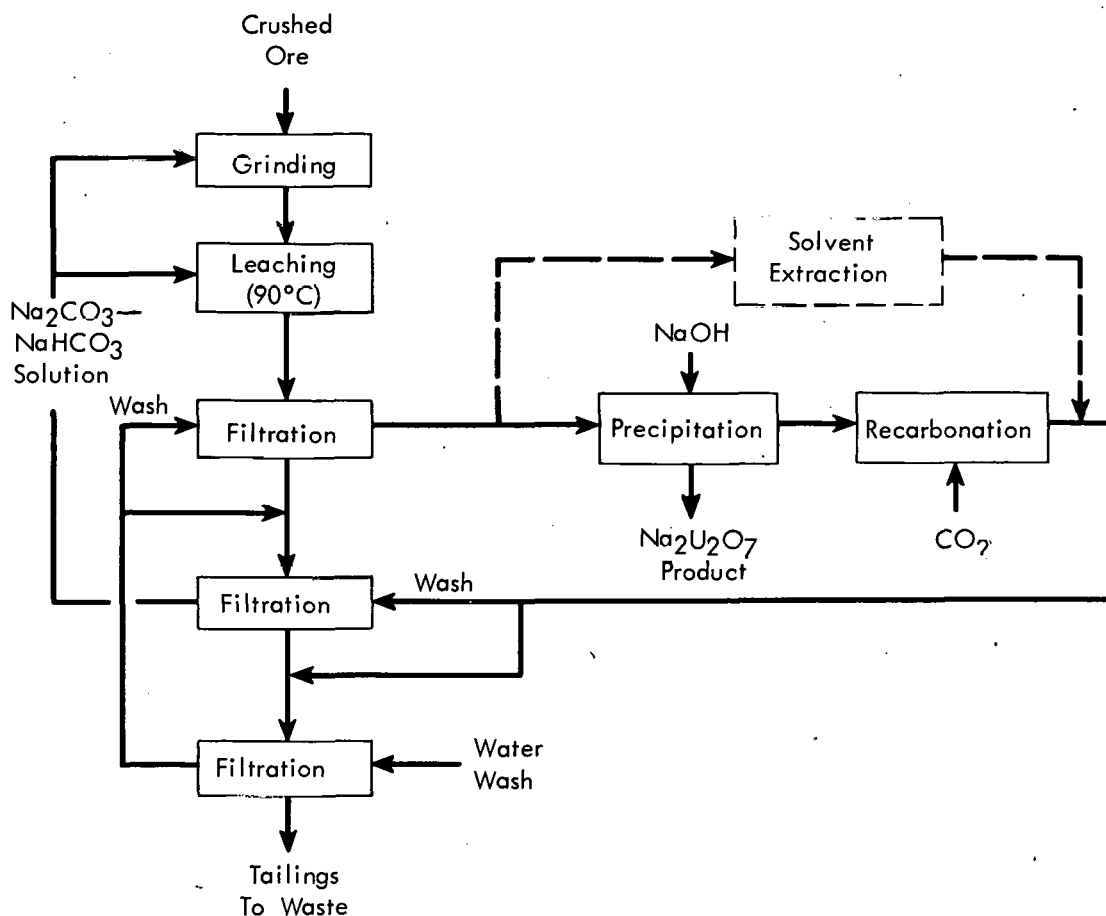 Crushed
Ore
Grinding
Solvent
Extraction
Leaching
(90°C)
Na2CO3—
NaHCO3
Solution
NaOH
Wash
Filtration
Precipitation
Recarbonation
Na2U2O7
Product
CO2
Wash
Filtration
Water
Wash
Filtration
Tailings
To Waste